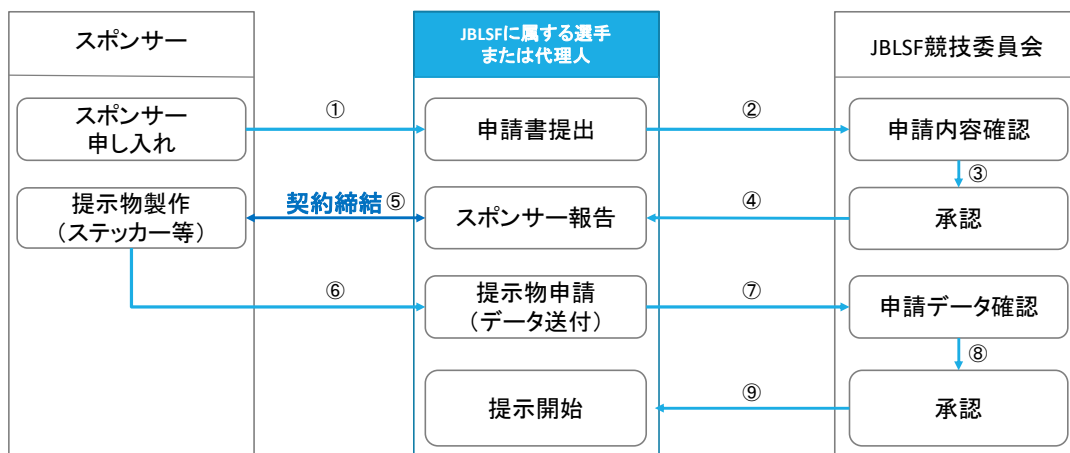 スポンサー
JBLSFに属する選手
または代理人
JBLSF競技委員会
スポンサー
申し入れ
①
申請書提出
②
申請内容確認
③
提示物製作
（ステッカー等）
契約締結⑤
スポンサー報告
④
承認
⑥
提示物申請
（データ送付）
⑦
申請データ確認
⑧
提示開始
⑨
承認